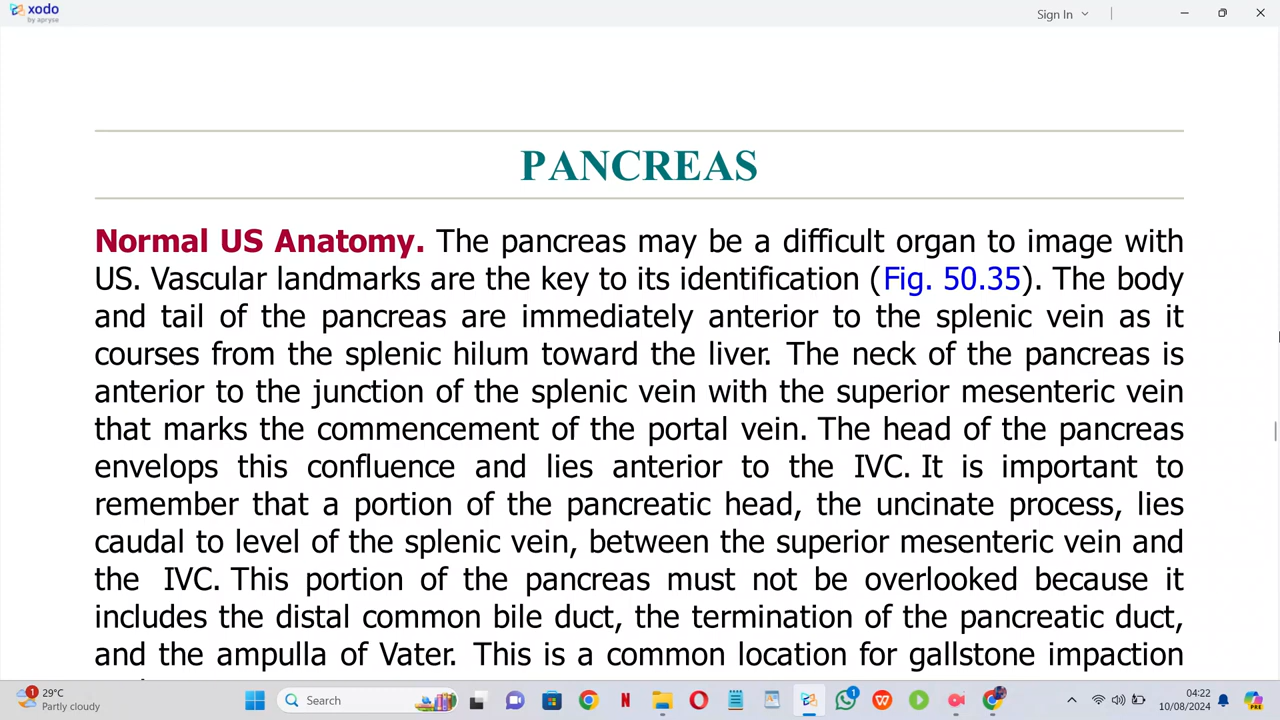 xodo
by apryse
Sign In
PANCREAS
Normal US Anatomy. The pancreas may be a difficult organ to image with
US. Vascular landmarks are the key to its identification (Fig. 50.35). The body
and tail of the pancreas are immediately anterior to the splenic vein as it
courses from the splenic hilum toward the liver. The neck of the pancreas is
anterior to the junction of the splenic vein with the superior mesenteric vein
that marks the commencement of the portal vein. The head of the pancreas
envelops this confluence and lies anterior to the IVC. It is important to
remember that a portion of the pancreatic head, the uncinate process, lies
caudal to level of the splenic vein, between the superior mesenteric vein and
the IVC. This portion of the pancreas must not be overlooked because it
includes the distal common bile duct, the termination of the pancreatic duct,
and the ampulla of Vater. This is a common location for gallstone impaction
1
29°C
Partly cloudy
Search
1
04:22
10/08/2024
PRE